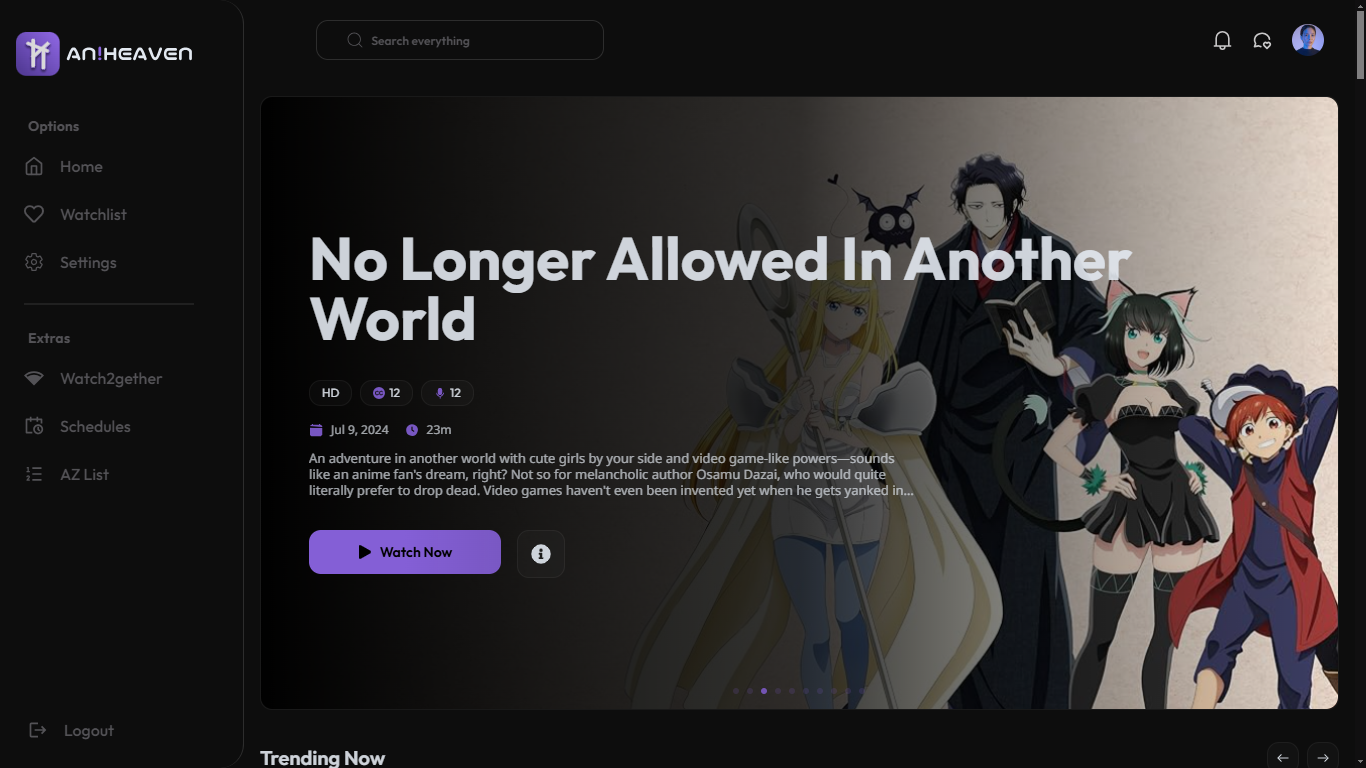 AN!HEAVEN
Search everything
Options
Home
Watchlist
Settings
Extras
Watch2gether
Schedules
AZ List
Logout
No Longer Allowed In Another
World
HD
CC 12
12
Jul 9, 2024
23m
An adventure in another world with cute girls by your side and video game-like powers—sounds
like an anime fan's dream, right? Not so for melancholic author Osamu Dazai, who would quite
literally prefer to drop dead. Video games haven't even been invented yet when he gets yanked in...
Watch Now
Trending Now